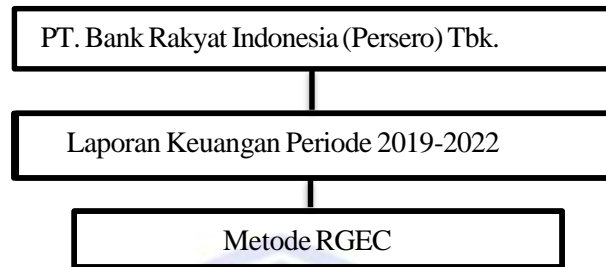 PT. Bank Rakyat Indonesia (Persero) Tbk.
Laporan Keuangan Periode 2019-2022
Metode RGEC